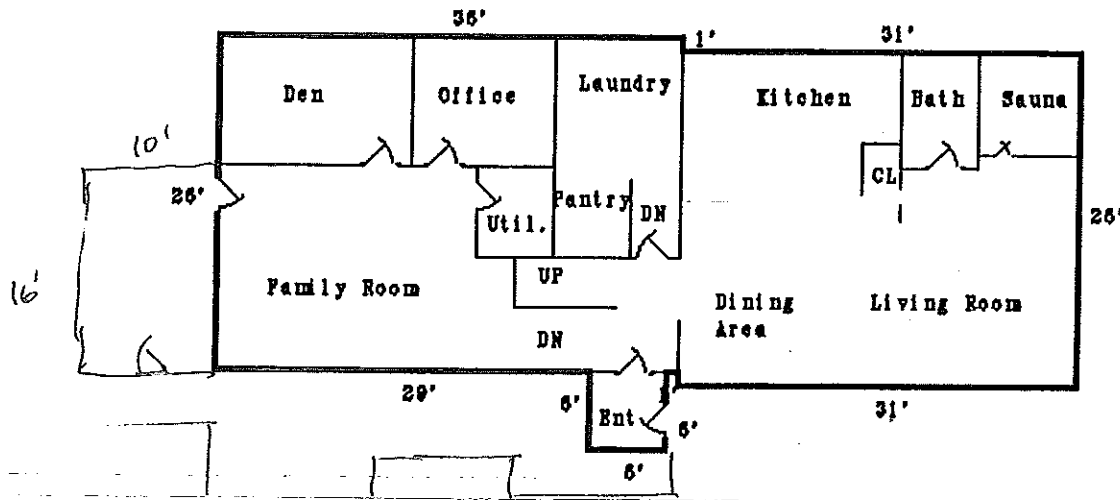 36'
1'
31'
Den
Office
Laundry
Kitchen
Bath
Sauna
10'
CL
26'
Util.
Pantry
DN
26'
16'
Family Room
UP
Dining
Area
Living Room
DN
29'
6'
31'
Ent
6'
6'